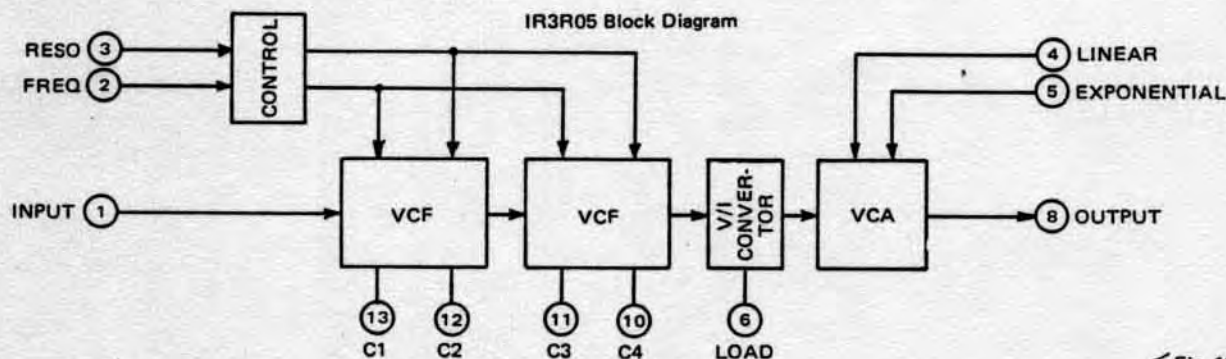 IR3R05 Block Diagram
RESO 3
FREQ 2
CONTROL
4 LINEAR
5 EXPONENTIAL
INPUT 1
VCF
VCF
V/I
CONVER-
TOR
VCA
8 OUTPUT
13
12
11
10
6
C1
C2
C3
C4
LOAD